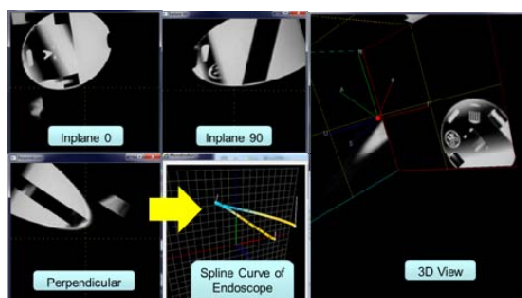 Inplane 0
Inplane 90
Perpendicular
Spline Curve of
Endoscope
3D View